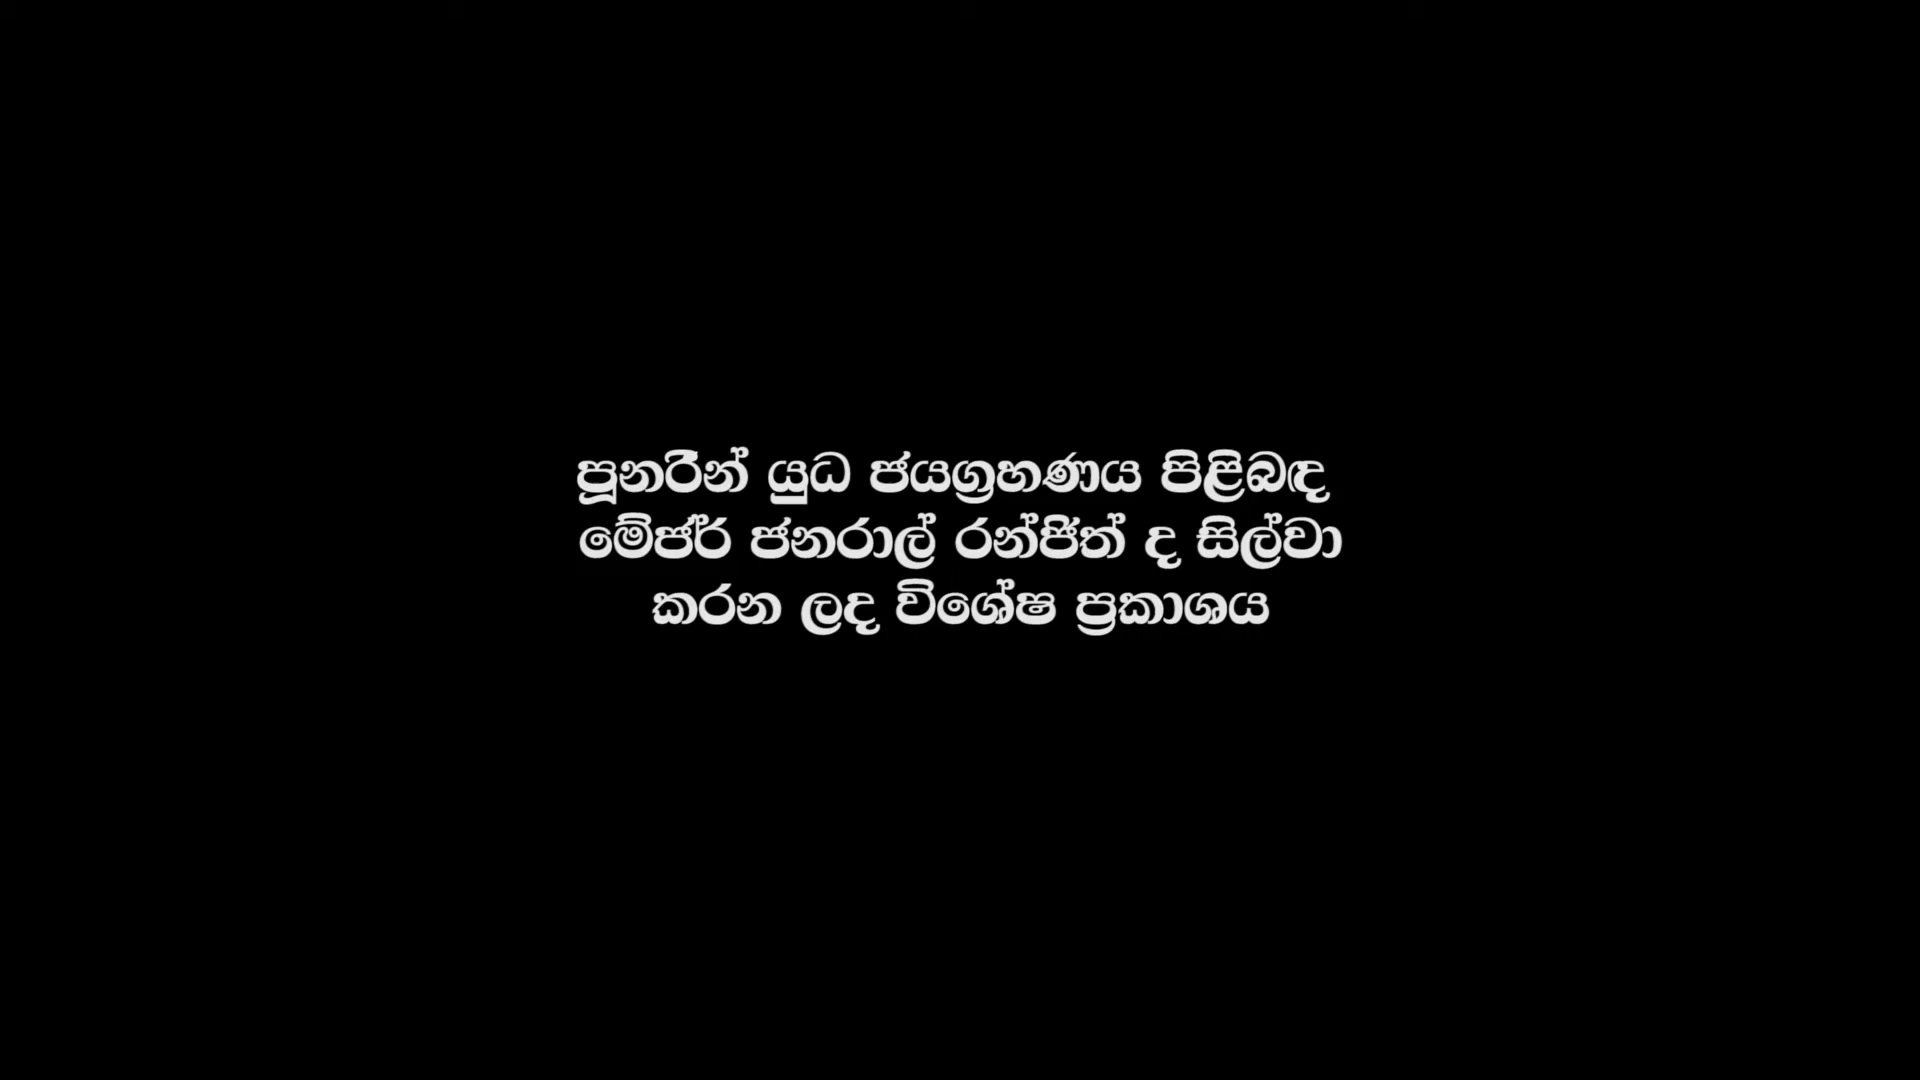 පූනරීන් යුධ ජයග්‍රහණය පිළිබඳ
මේජර් ජනරාල් රන්ජිත් ද සිල්වා
කරන ලද විශේෂ ප්‍රකාශය